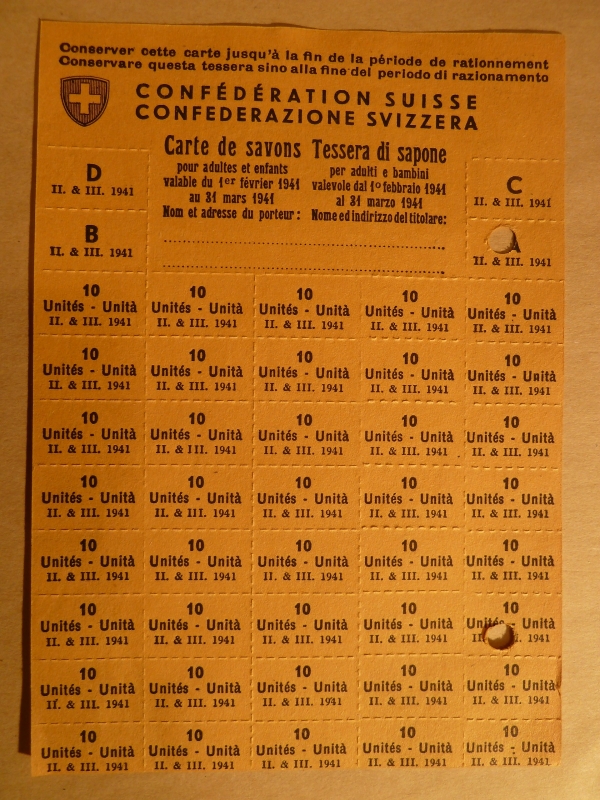 Conserver cette carte jusqu'à la fin de la période de rationnement
Conservare questa tessera sino alla fine del periodo di razionamento
CONFÉDÉRATION SUISSE
CONFEDERAZIONE SVIZZERA
Carte de savons
pour adultes et enfants
valable du 1er février 1941
au 31 mars 1941
Nom et adresse du porteur :
Tessera di sapone
per adulti e bambini
valevole dal 1º febbraio 1941
al 31 marzo 1941
Nome ed indirizzo del titolare:
D
II. & III. 1941
C
II. & III. 1941
B
II. & III. 1941
A
II. & III. 1941
10 10 10 10 10
Unités - Unità Unités - Unità Unités - Unità Unités - Unità Unités - Unità
II. & III. 1941 II. & III. 1941 II. & III. 1941 II. & III. 1941 II. & III. 1941
10 10 10 10 10
Unités - Unità Unités - Unità Unités - Unità Unités - Unità Unités - Unità
II. & III. 1941 II. & III. 1941 II. & III. 1941 II. & III. 1941 II. & III. 1941
10 10 10 10 10
Unités - Unità Unités - Unità Unités - Unità Unités - Unità Unités - Unità
II. & III. 1941 II. & III. 1941 II. & III. 1941 II. & III. 1941 II. & III. 1941
10 10 10 10 10
Unités - Unità Unités - Unità Unités - Unità Unités - Unità Unités - Unità
II. & III. 1941 II. & III. 1941 II. & III. 1941 II. & III. 1941 II. & III. 1941
10 10 10 10 10
Unités - Unità Unités - Unità Unités - Unità Unités - Unità Unités - Unità
II. & III. 1941 II. & III. 1941 II. & III. 1941 II. & III. 1941 II. & III. 1941
10 10 10 10 10
Unités - Unità Unités - Unità Unités - Unità Unités - Unità Unités - Unità
II. & III. 1941 II. & III. 1941 II. & III. 1941 II. & III. 1941 II. 1941
10 10 10 10 10
Unités - Unità Unités - Unità Unités - Unità Unités - Unità Unités - Unità
II. & III. 1941 II. & III. 1941 II. & III. 1941 II. & III. 1941 II. & III. 1941
10 10 10 10 10
Unités - Unità Unités - Unità Unités - Unità Unités - Unità Unités - Unità
II. & III. 1941 II. & III. 1941 II. & III. 1941 II. & III. 1941 II. & III. 1941